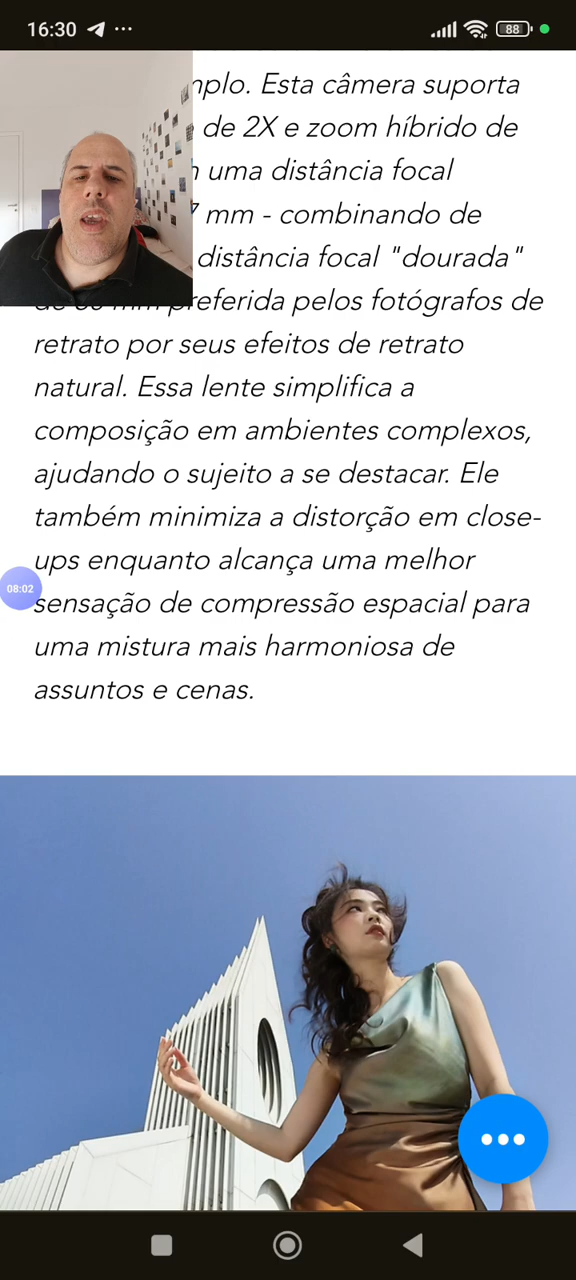 16:30
88
mplo. Esta câmera suporta
de 2X e zoom híbrido de
uma distância focal
7 mm - combinando de
distância focal "dourada"
preferida pelos fotógrafos de
retrato por seus efeitos de retrato
natural. Essa lente simplifica a
composição em ambientes complexos,
ajudando o sujeito a se destacar. Ele
também minimiza a distorção em close-
ups enquanto alcança uma melhor
08:02
sensação de compressão espacial para
uma mistura mais harmoniosa de
assuntos e cenas.